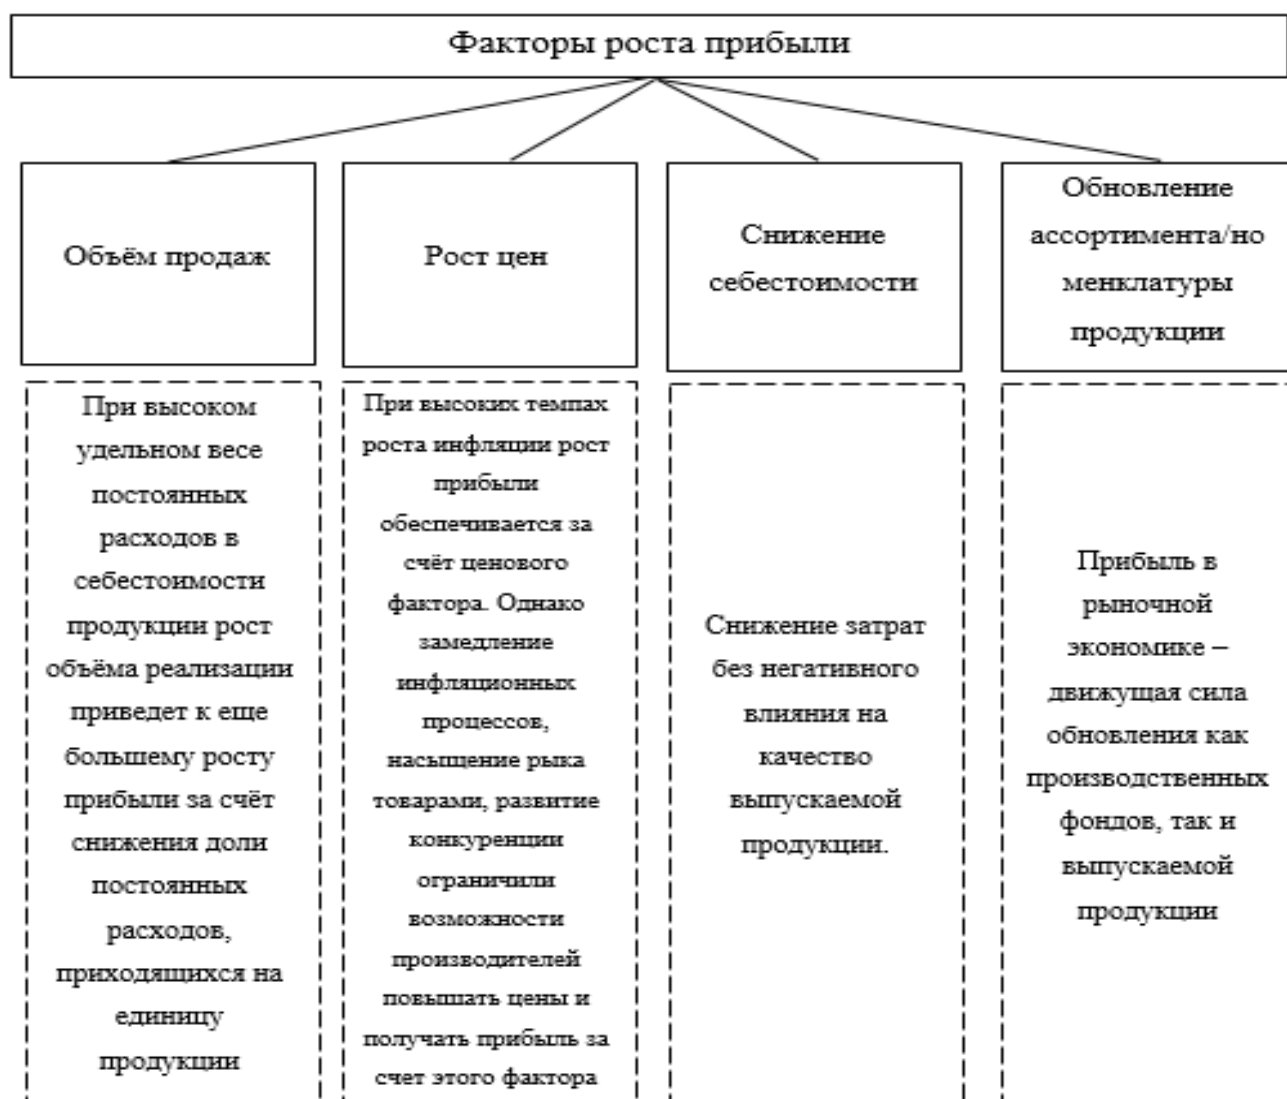 Факторы роста прибыли
Объём продаж
Рост цен
Снижение
себестоимости
Обновление
ассортимента/но
менклатуры
продукции
При высоком
удельном весе
постоянных
расходов в
себестоимости
продукции рост
объёма реализации
приведет к еще
большему росту
прибыли за счёт
снижения доли
постоянных
расходов,
приходящихся на
единицу
продукции
При высоких темпах
роста инфляции рост
прибыли
обеспечивается за
счёт ценового
фактора. Однако
замедление
инфляционных
процессов,
насыщение рыка
товарами, развитие
конкуренции
ограничили
возможности
производителей
повышать цены и
получать прибыль за
счет этого фактора
Снижение затрат
без негативного
влияния на
качество
выпускаемой
продукции.
Прибыль в
рыночной
экономике –
движущая сила
обновления как
производственных
фондов, так и
выпускаемой
продукции